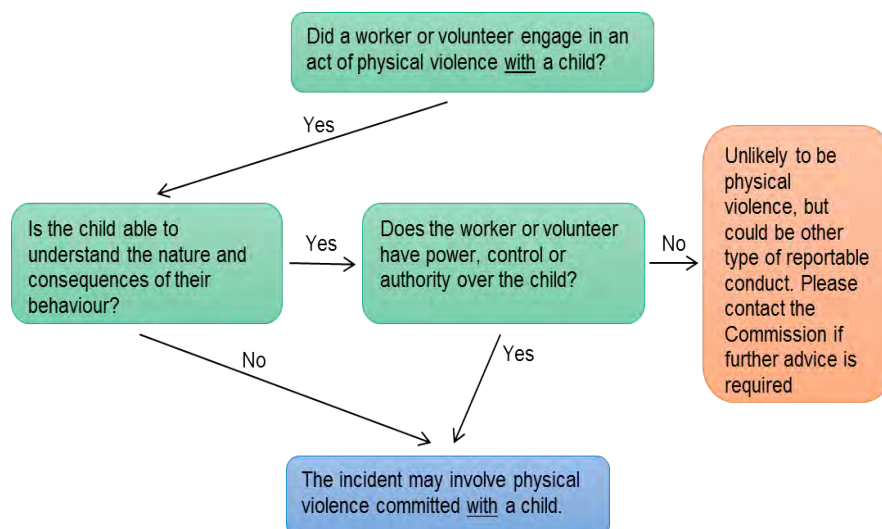 Did a worker or volunteer engage in an
act of physical violence with a child?
Yes
Is the child able to
understand the nature and
consequences of their
behaviour?
Yes
Does the worker or volunteer
have power, control or
authority over the child?
No
Unlikely to be
physical
violence, but
could be other
type of reportable
conduct. Please
contact the
Commission if
further advice is
required
No
Yes
The incident may involve physical
violence committed with a child.